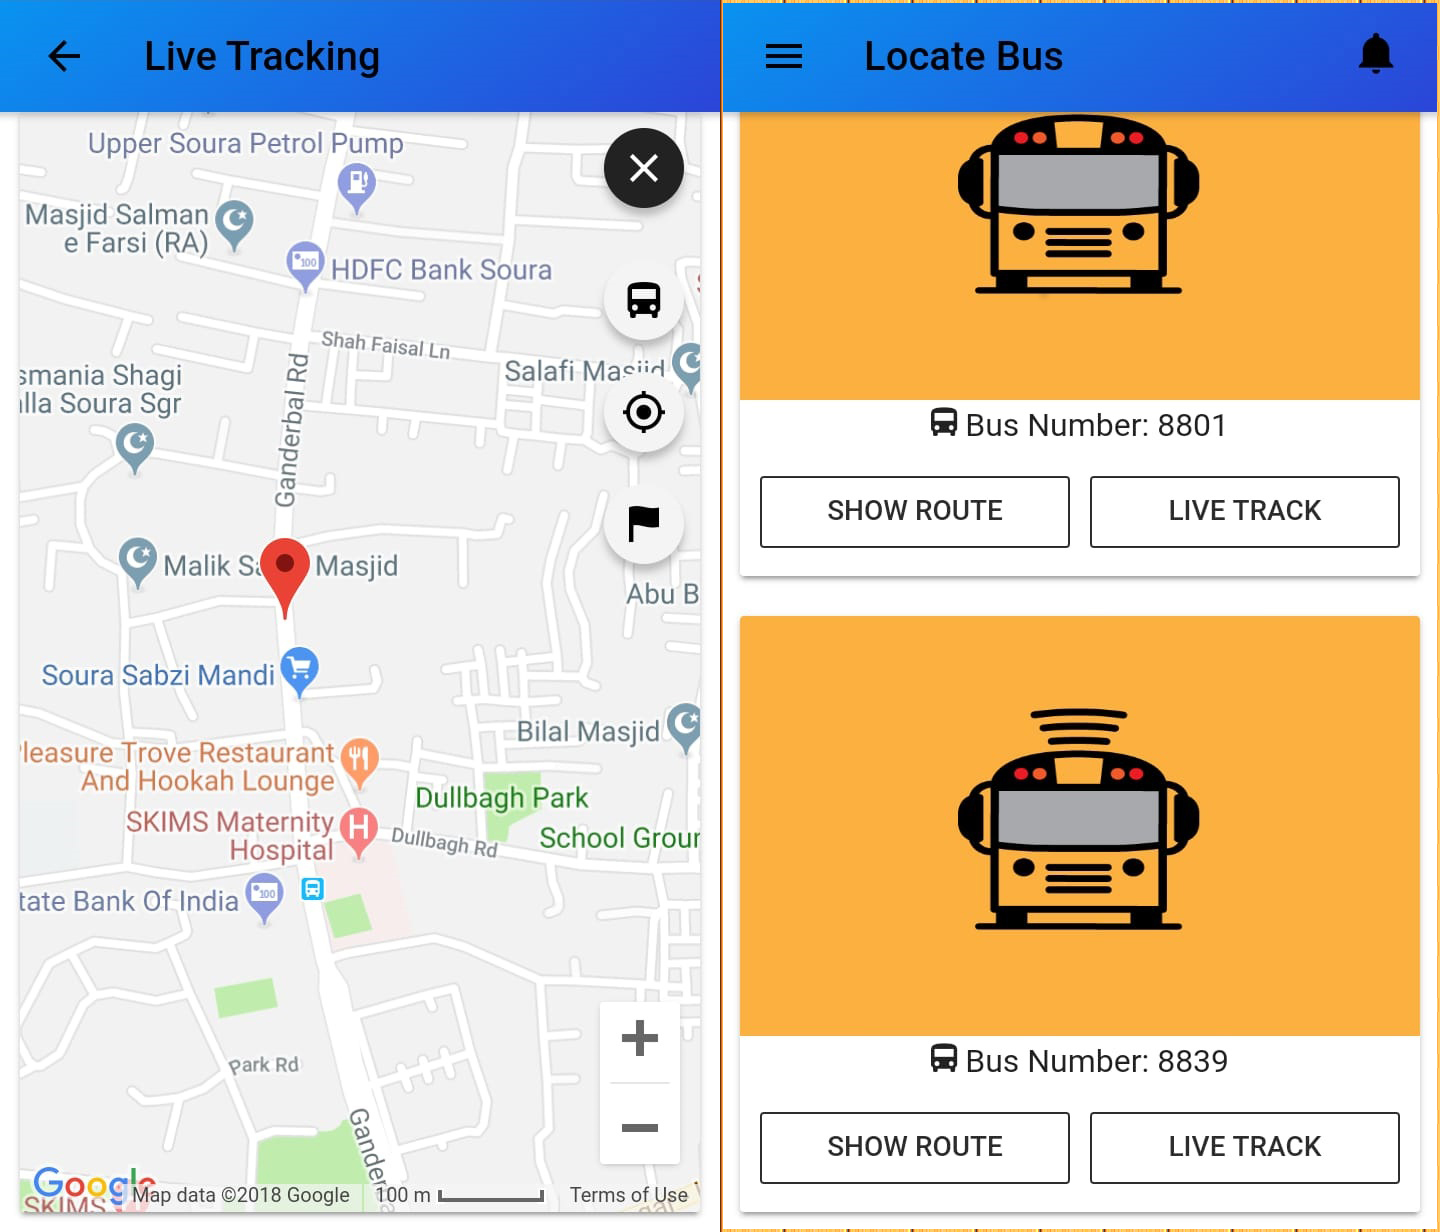 Live Tracking
Upper Soura Petrol Pump
Masjid Salman
e Farsi (RA)
100
HDFC Bank Soura
Shah Faisal Ln
Salafi Masjid
smania Shagi
lla Soura Sgr
Ganderbal Rd
Malik Sa Masjid
Abu B
Soura Sabzi Mandi
Bilal Masjid
leasure Trove Restaurant
And Hookah Lounge
Dullbagh Park
SKIMS Maternity
Hospital
H
Dullbagh Rd
School Groun
tate Bank Of India
100
Park Rd
Ganderba
Google
SKIMS
Map data ©2018 Google
100 m
Terms of Use
Locate Bus
Bus Number: 8801
SHOW ROUTE
LIVE TRACK
Bus Number: 8839
SHOW ROUTE
LIVE TRACK